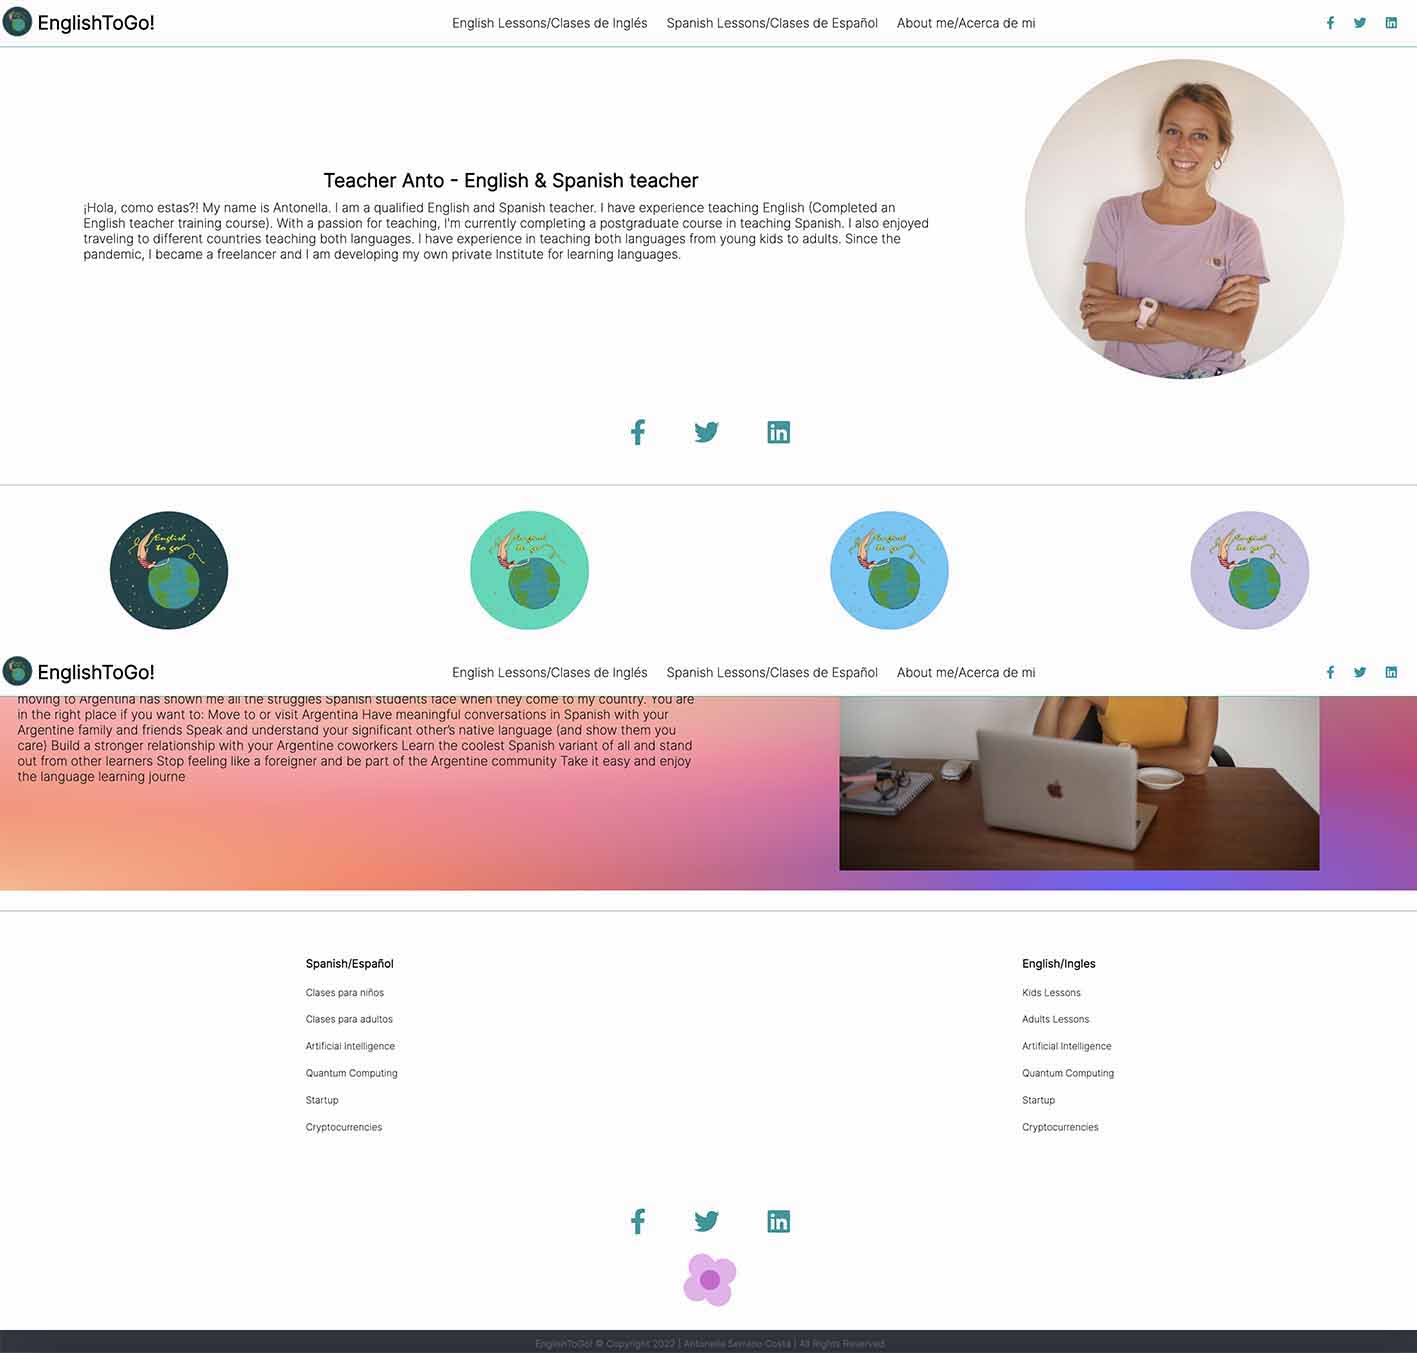 EnglishToGo!
English Lessons/Clases de Inglés
Spanish Lessons/Clases de Español
About me/Acerca de mi
Teacher Anto - English & Spanish teacher
¡Hola, como estas?! My name is Antonella. I am a qualified English and Spanish teacher. I have experience teaching English (Completed an
English teacher training course). With a passion for teaching, I'm currently completing a postgraduate course in teaching Spanish. I also enjoyed
traveling to different countries teaching both languages. I have experience in teaching both languages from young kids to adults. Since the
pandemic, I became a freelancer and I am developing my own private Institute for learning languages.
English
to go
English
to go
English
to go
English
to go
EnglishToGo!
English Lessons/Clases de Inglés
Spanish Lessons/Clases de Español
About me/Acerca de mi
moving to Argentina has shown me all the struggles Spanish students face when they come to my country. You are
in the right place if you want to: Move to or visit Argentina Have meaningful conversations in Spanish with your
Argentine family and friends Speak and understand your significant other's native language (and show them you
care) Build a stronger relationship with your Argentine coworkers Learn the coolest Spanish variant of all and stand
out from other learners Stop feeling like a foreigner and be part of the Argentine community Take it easy and enjoy
the language learning journe
Spanish/Español
Clases para niños
Clases para adultos
Artificial Intelligence
Quantum Computing
Startup
Cryptocurrencies
English/Ingles
Kids Lessons
Adults Lessons
Artificial Intelligence
Quantum Computing
Startup
Cryptocurrencies
EnglishToGo! © Copyright 2022 | Antonella Serrano Costa | All Rights Reserved